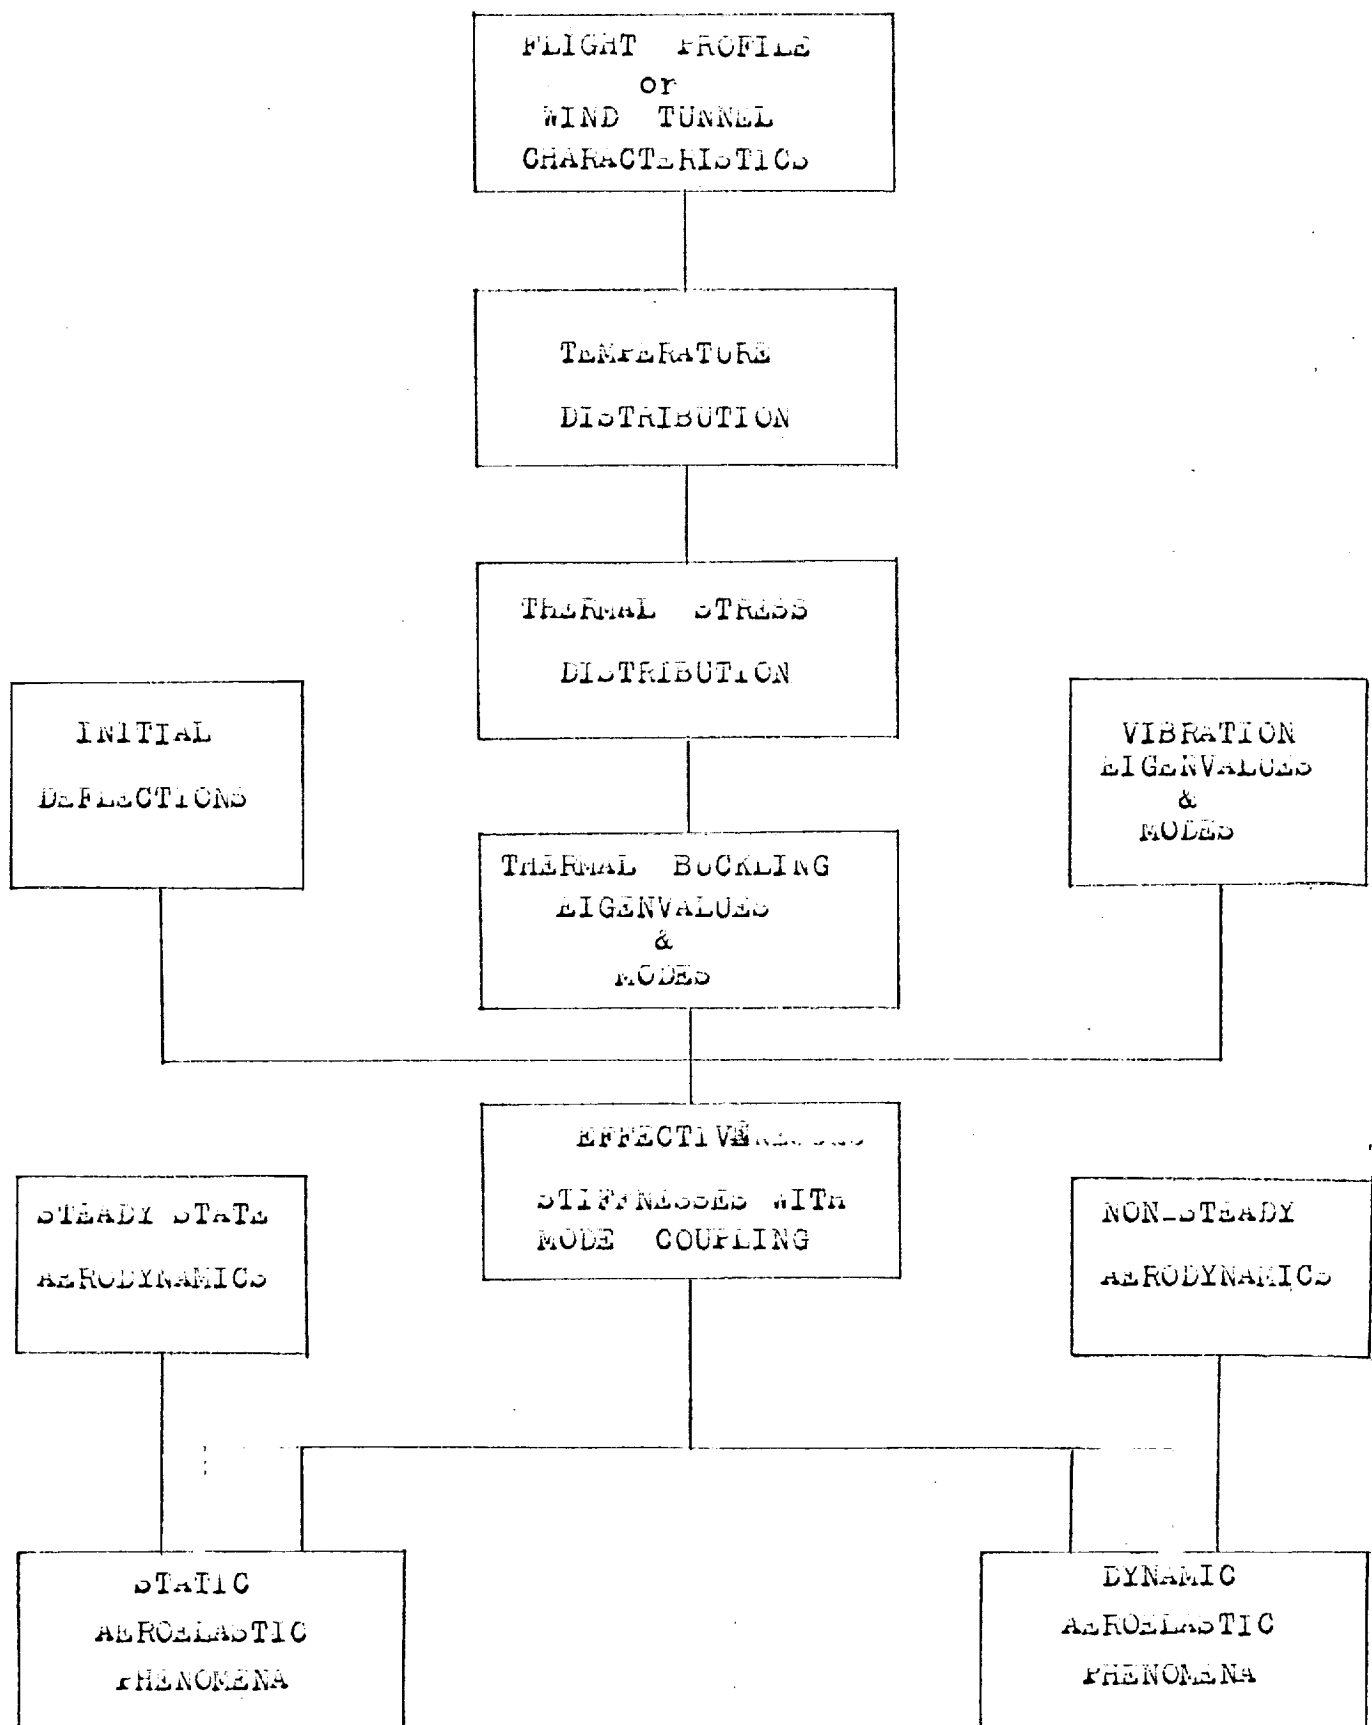 FLIGHT PROFILE
or
WIND TUNNEL
CHARACTERISTICS
TEMPERATURE
DISTRIBUTION
THERMAL STRESS
DISTRIBUTION
INITIAL
DEFLECTIONS
VIBRATION
EIGENVALUES
&
MODES
THERMAL BUCKLING
EIGENVALUES
&
MODES
EFFECTIVE
STIFFNESSES WITH
MODE COUPLING
STEADY STATE
AERODYNAMICS
NON-STEADY
AERODYNAMICS
STATIC
AEROELASTIC
PHENOMENA
DYNAMIC
AEROELASTIC
PHENOMENA